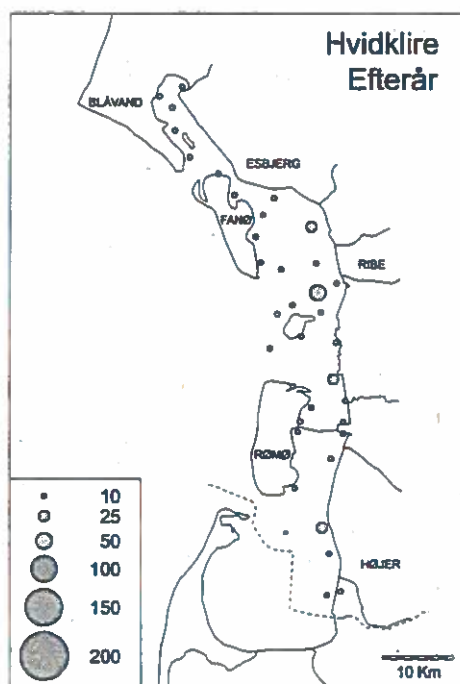 Hvidklire
Efterår
BLÅVAND
ESBJERG
FANØ
RIBE
RØMØ
HØJER
10
25
50
100
150
200
10 Km